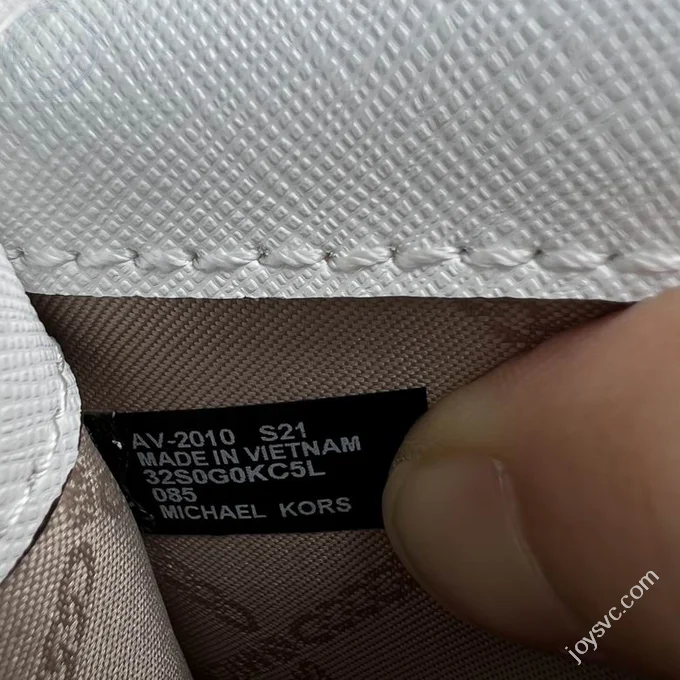 AV-2010 S21
MADE IN VIETNAM
32S0G0KC5L
085
MICHAEL KORS
joysvc.com